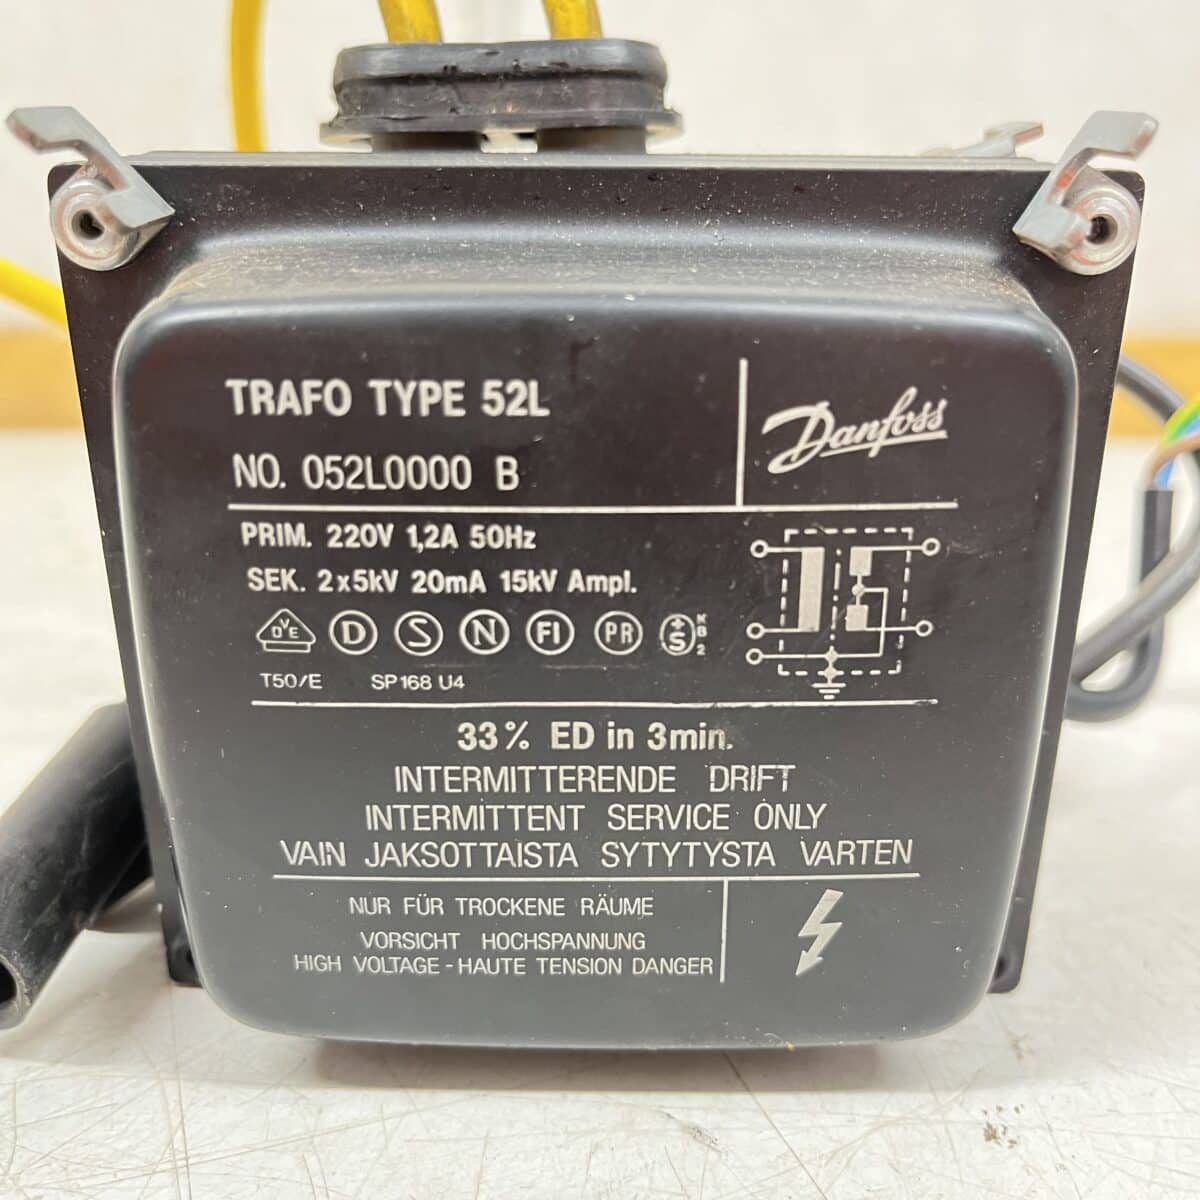 TRAFO TYPE 52L
NO. 052L0000 B
Danfoss
PRIM. 220V 1,2A 50Hz
SEK. 2x5kV 20mA 15kV Ampl.
DVE D S N FI PR +S KB2
T50/E SP168 U4
33% ED in 3min.
INTERMITTERENDE DRIFT
INTERMITTENT SERVICE ONLY
VAIN JAKSOTTAISTA SYTYTYSTA VARTEN
NUR FÜR TROCKENE RÄUME
VORSICHT HOCHSPANNUNG
HIGH VOLTAGE-HAUTE TENSION DANGER